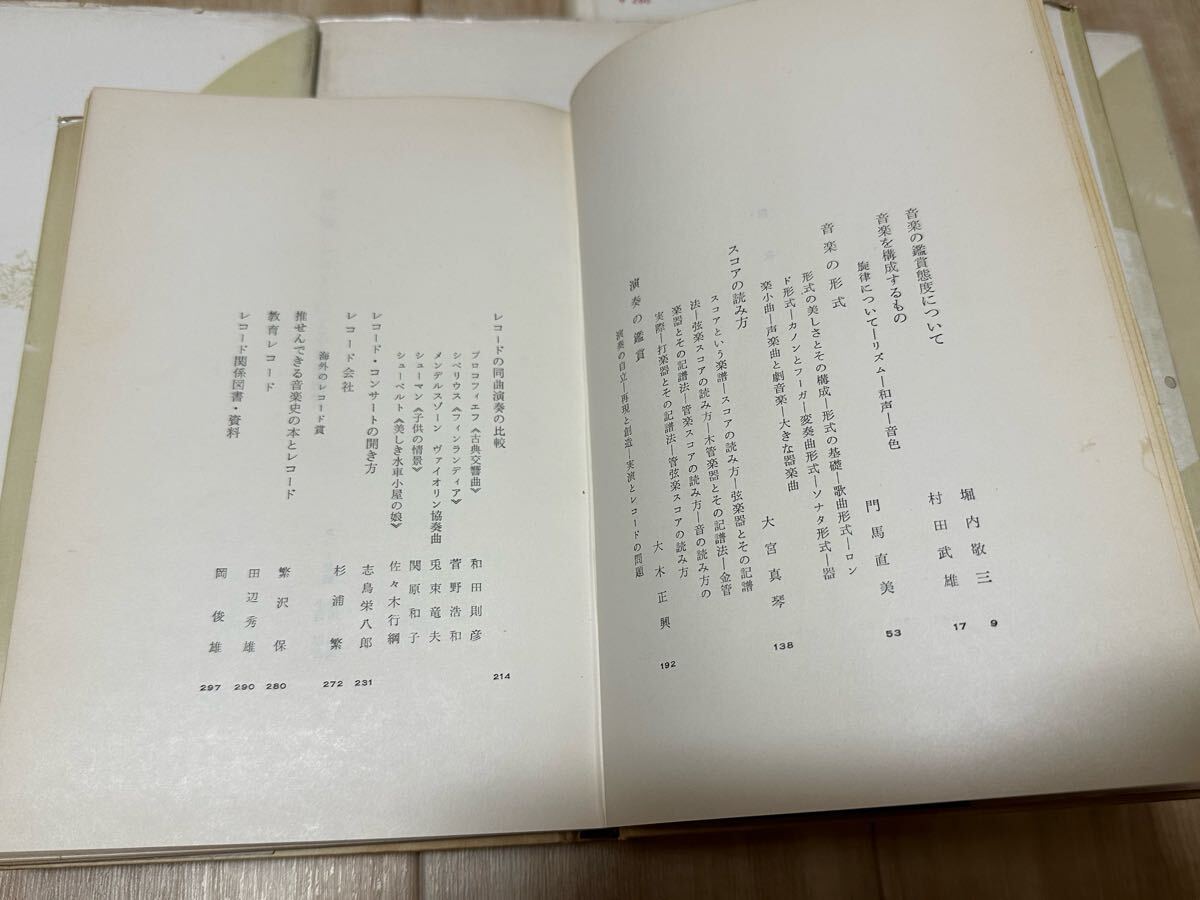 音楽の鑑賞態度について 堀内敬三 9
音楽を構成するもの 村田武雄 17
旋律について―リズム―和声―音色
音楽の形式 門馬直美 53
形式の美しさとその構成―形式の基礎―歌曲形式―ロン
ド形式―カノンとフーガ―変奏曲形式―ソナタ形式―器
楽小曲―声楽曲と劇音楽―大きな器楽曲
スコアの読み方 大宮真琴 138
スコアという楽譜―スコアの読み方―弦楽器とその記譜
法―弦楽スコアの読み方―木管楽器とその記譜法―金管
楽器とその記譜法―管楽スコアの読み方―音の読み方の
実際―打楽器とその記譜法―管弦楽スコアの読み方
演奏の鑑賞 大木正興 192
演奏の自立―再現と創造―実演とレコードの問題
レコードの同曲演奏の比較 214
プロコフィエフ《古典交響曲》 和田則彦
シベリウス《フィンランディア》 菅野浩和
メンデルスゾーン ヴァイオリン協奏曲 兎束竜夫
シューマン《子供の情景》 関原和子
シューベルト《美しき水車小屋の娘》 佐々木行綱
レコード・コンサートの開き方 志鳥栄八郎 231
レコード会社 杉浦繁 272
海外のレコード賞
推せんできる音楽史の本とレコード 繁沢保 280
教育レコード 田辺秀雄 290
レコード関係図書・資料 岡俊雄 297